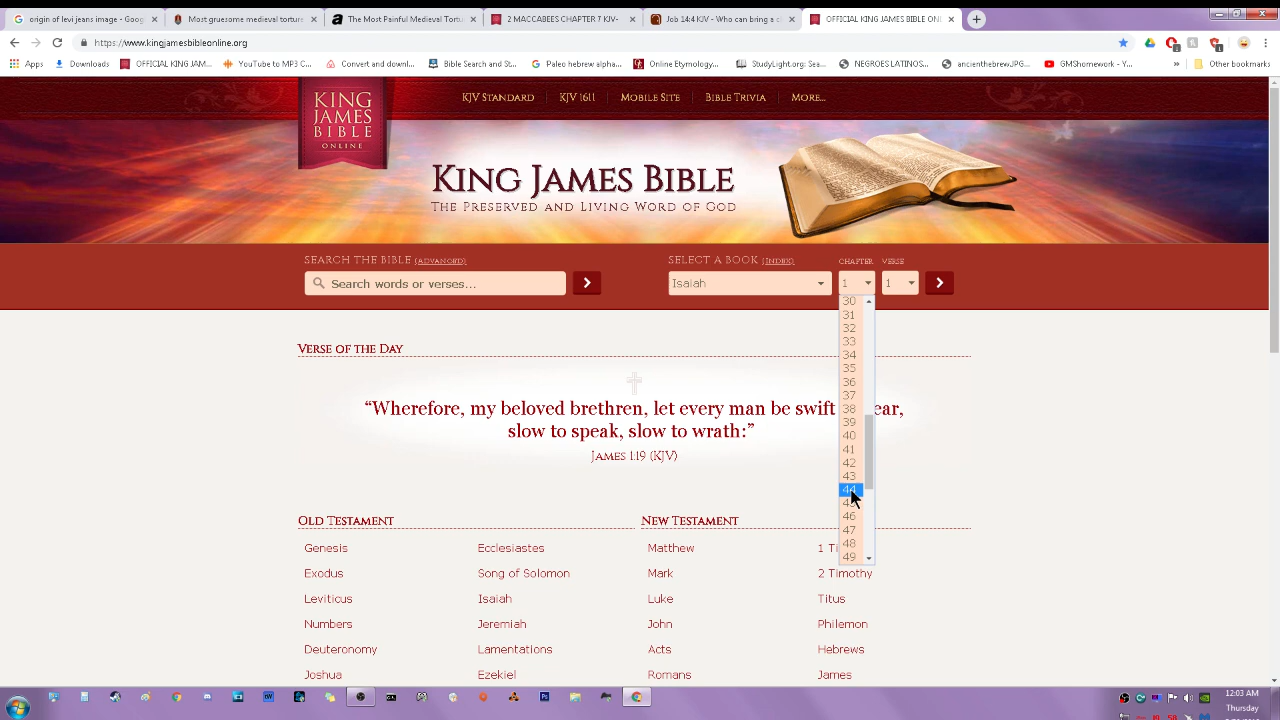 origin of levi jeans image - Goog
Most gruesome medieval torture
The Most Painful Medieval Tortur
Job 14:4 KJV - Who can bring a c
OFFICIAL KING JAMES BIBLE ONL
https://www.kingjamesbibleonline.org
Apps
Downloads
OFFICIAL KING JAM...
YouTube to MP3 C...
Convert and downl...
Bible Search and St...
Paleo hebrew alpha...
Online Etymology...
StudyLight.org: Sea...
NEGROES LATINOS...
ancienthebrewJPG...
GMSHomework - Y...
Other bookmarks
KING
JAMES
BIBLE
ONLINE
KJV Standard
KJV 1611
Mobile Site
Bible Trivia
More...
King James Bible
The Preserved and Living Word of God
SEARCH THE BIBLE (ADVANCED)
Search words or verses...
SELECT A BOOK (INDEX)
CHAPTER
VERSE
Isaiah
1
1
30
31
32
33
34
35
36
37
38
39
40
41
42
43
44
46
47
48
49
Verse of the Day
“Wherefore, my beloved brethren, let every man be swift ear,
slow to speak, slow to wrath:”
James 1:19 (KJV)
Old Testament
New Testament
Genesis
Ecclesiastes
Matthew
1 Ti
Exodus
Song of Solomon
Mark
2 Timothy
Leviticus
Isaiah
Luke
Titus
Numbers
Jeremiah
John
Philemon
Deuteronomy
Lamentations
Acts
Hebrews
Joshua
Ezekiel
Romans
James
12:03 AM
Thursday